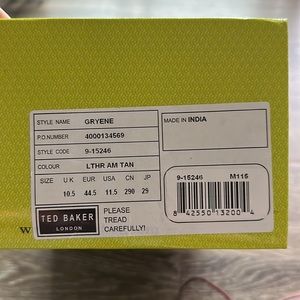 STYLE NAME GRYENE
P.O.NUMBER 4000134569
STYLE CODE 9-15246
COLOUR LTHR AM TAN
SIZE UK EUR USA CN JP
10.5 44.5 11.5 290 29
MADE IN INDIA
9-15246 M115
8 42550 13200 4
TED BAKER
LONDON
PLEASE
TREAD
CAREFULLY!
W